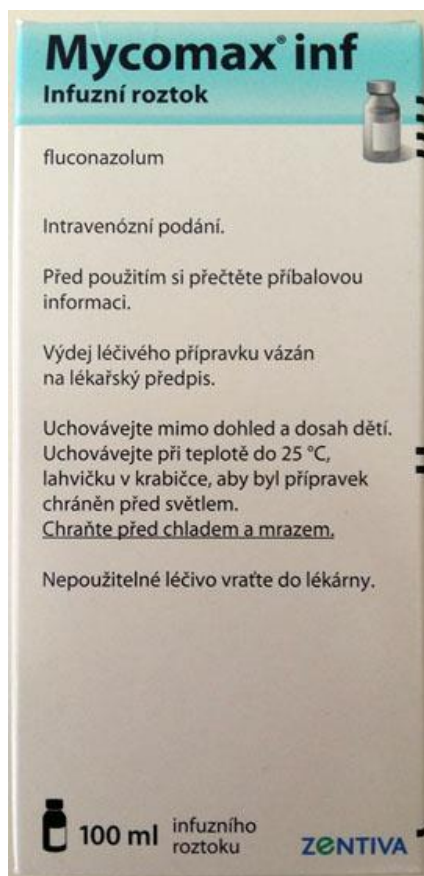 Mycomax® inf
Infuzní roztok
fluconazolum
Intravenózní podání.
Před použitím si přečtěte příbalovou
informaci.
Výdej léčivého přípravku vázán
na lékařský předpis.
Uchovávejte mimo dohled a dosah dětí.
Uchovávejte při teplotě do 25 °C,
lahvičku v krabičce, aby byl přípravek
chráněn před světlem.
Chraňte před chladem a mrazem.
Nepoužitelné léčivo vraťte do lékárny.
100 ml infuzního
roztoku
ZENTIVA